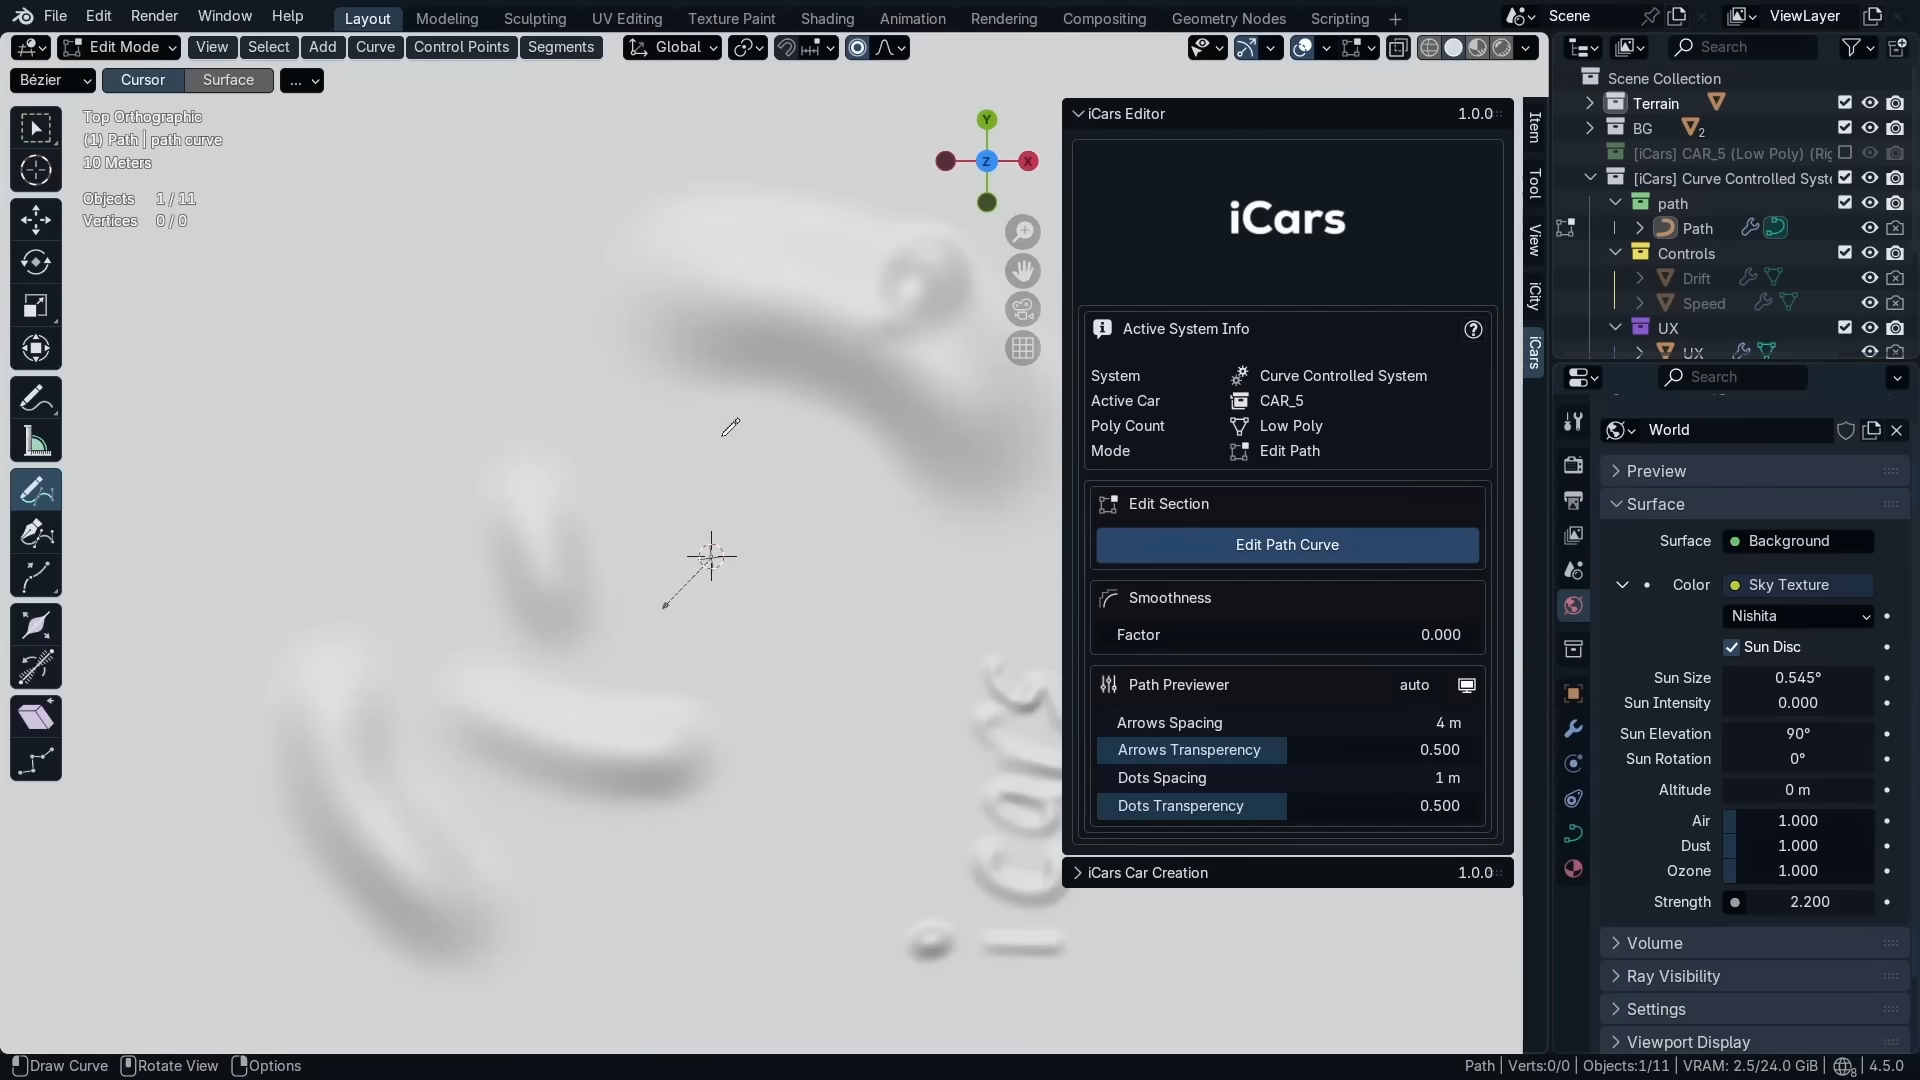 File Edit Render Window Help Layout Modeling Sculpting UV Editing Texture Paint Shading Animation Rendering Compositing Geometry Nodes Scripting + Scene ViewLayer
Edit Mode View Select Add Curve Control Points Segments Global Search
Bézier Cursor Surface ...
Top Orthographic
(1) Path | path curve
10 Meters
Objects 1 / 11
Vertices 0 / 0
Y
Z X
iCars Editor 1.0.0
iCars
Active System Info
System Curve Controlled System
Active Car CAR_5
Poly Count Low Poly
Mode Edit Path
Edit Section
Edit Path Curve
Smoothness
Factor 0.000
Path Previewer auto
Arrows Spacing 4 m
Arrows Transperency 0.500
Dots Spacing 1 m
Dots Transperency 0.500
iCars Car Creation 1.0.0
Item
Tool
View
iCity
iCars
Scene Collection
Terrain
BG 2
[iCars] CAR_5 (Low Poly) (Rig
[iCars] Curve Controlled Syste
path
Path
Controls
Drift
Speed
UX
UX
Search
World
Preview
Surface
Surface Background
Color Sky Texture
Nishita
Sun Disc
Sun Size 0.545°
Sun Intensity 0.000
Sun Elevation 90°
Sun Rotation 0°
Altitude 0 m
Air 1.000
Dust 1.000
Ozone 1.000
Strength 2.200
Volume
Ray Visibility
Settings
Viewport Display
Draw Curve Rotate View Options Path | Verts:0/0 | Objects:1/11 | VRAM: 2.5/24.0 GiB | 8 | 4.5.0